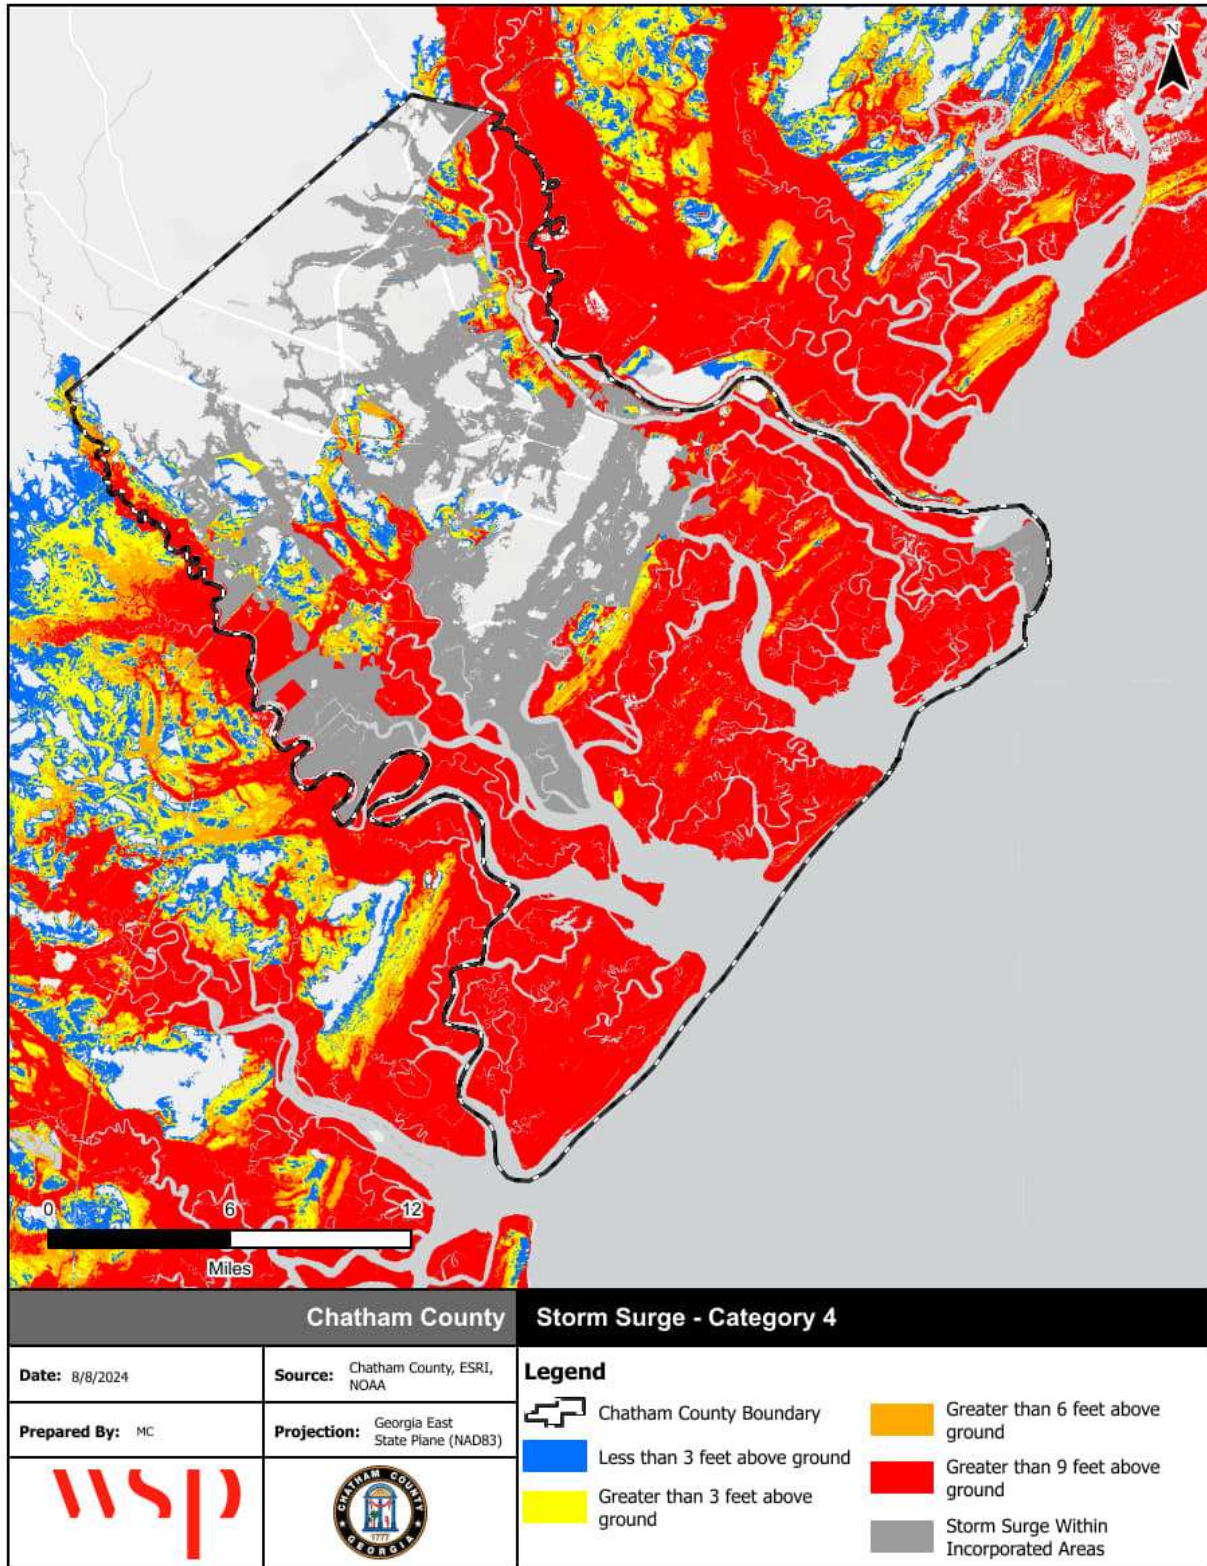 N
0 6 12
Miles
Chatham County
Storm Surge - Category 4
Date: 8/8/2024
Source: Chatham County, ESRI,
NOAA
Prepared By: MC
Projection: Georgia East
State Plane (NAD83)
wsp
CHATHAM COUNTY
1777
GEORGIA
Legend
Chatham County Boundary
Less than 3 feet above ground
Greater than 3 feet above
ground
Greater than 6 feet above
ground
Greater than 9 feet above
ground
Storm Surge Within
Incorporated Areas